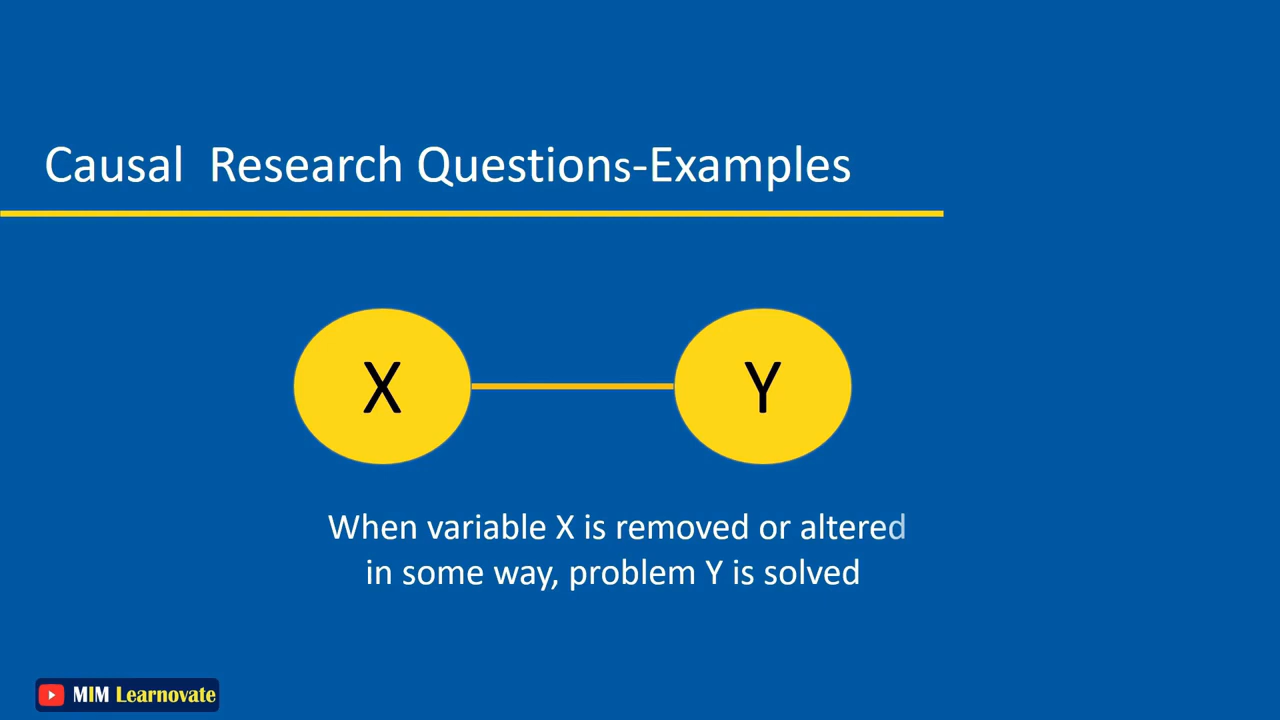 Causal  Research Questions-Examples
X
Y
When variable X is removed or altered
in some way, problem Y is solved
MIM Learnovate